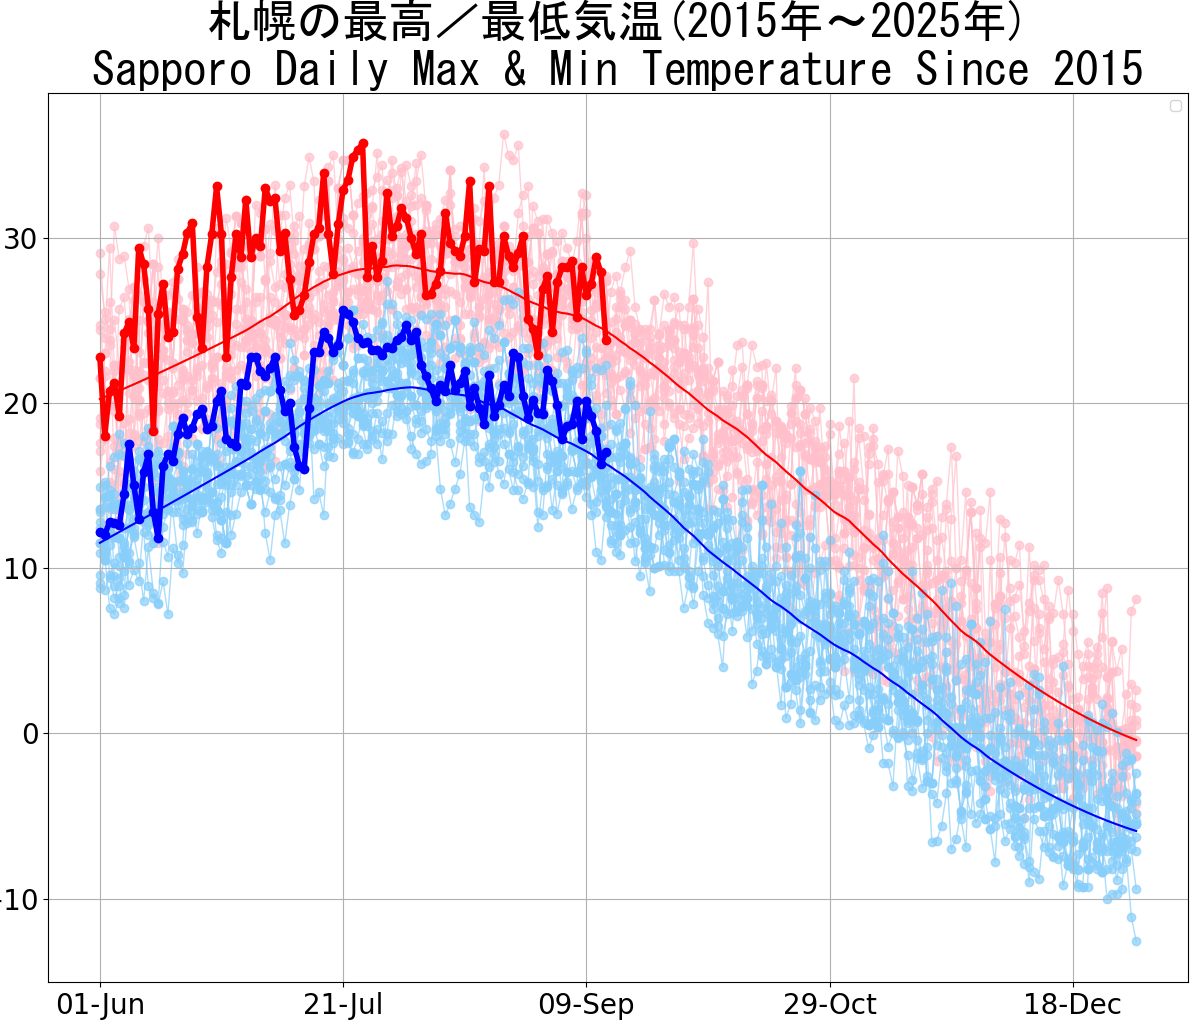 札幌の最高／最低気温(2015年～2025年)
Sapporo Daily Max & Min Temperature Since 2015
30
20
10
0
-10
01-Jun 21-Jul 09-Sep 29-Oct 18-Dec